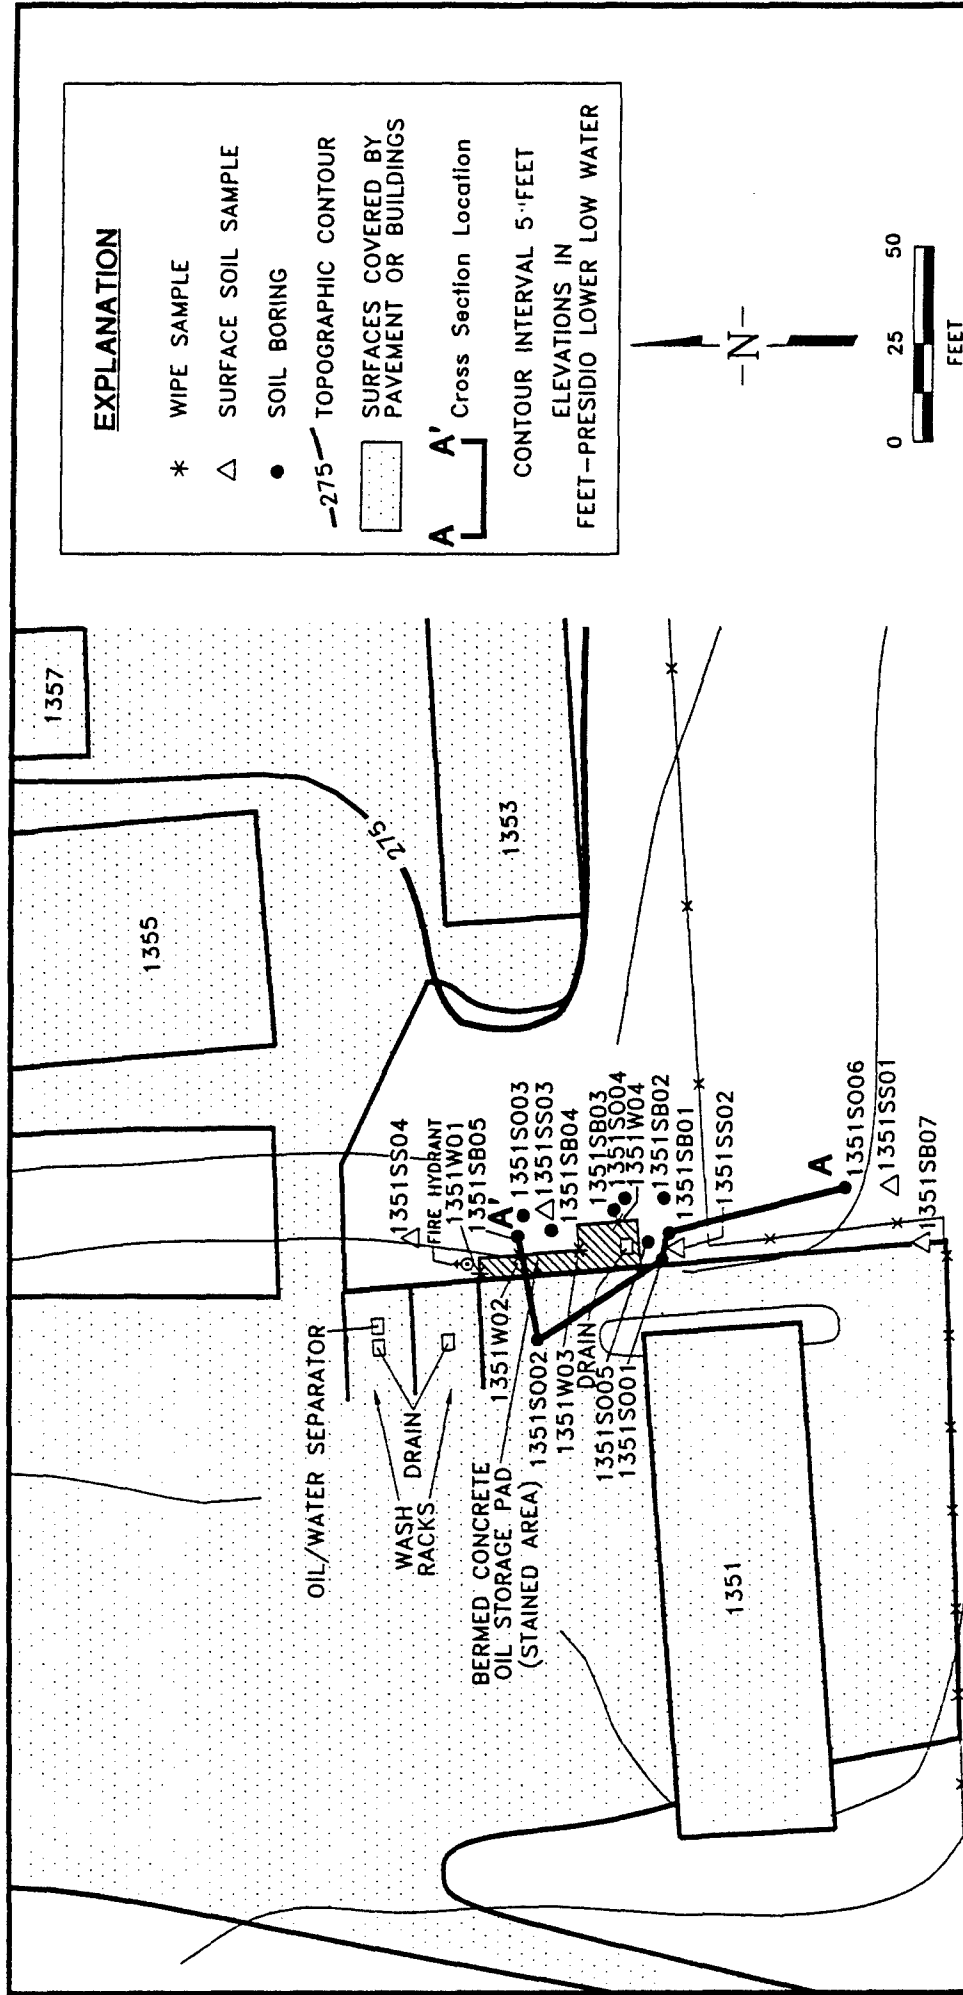 EXPLANATION
* WIPE SAMPLE
△ SURFACE SOIL SAMPLE
● SOIL BORING
—275— TOPOGRAPHIC CONTOUR
SURFACES COVERED BY
PAVEMENT OR BUILDINGS
A A' Cross Section Location
CONTOUR INTERVAL 5 FEET
ELEVATIONS IN
FEET-PRESIDIO LOWER LOW WATER
-N-
0 25 50
FEET
1357
1355
1353
275
1351SS04
FIRE HYDRANT
1351W01
1351SB05
A'
1351SO03
1351SS03
1351SB04
1351SB03
1351SO04
1351W04
1351SB02
1351SB01
1351SS02
A
1351SO06
1351SS01
1351SB07
OIL/WATER SEPARATOR
DRAIN
WASH
RACKS
BERMED CONCRETE
OIL STORAGE PAD
(STAINED AREA)
1351W02
1351SO02
1351W03
DRAIN
1351SO05
1351SO01
1351